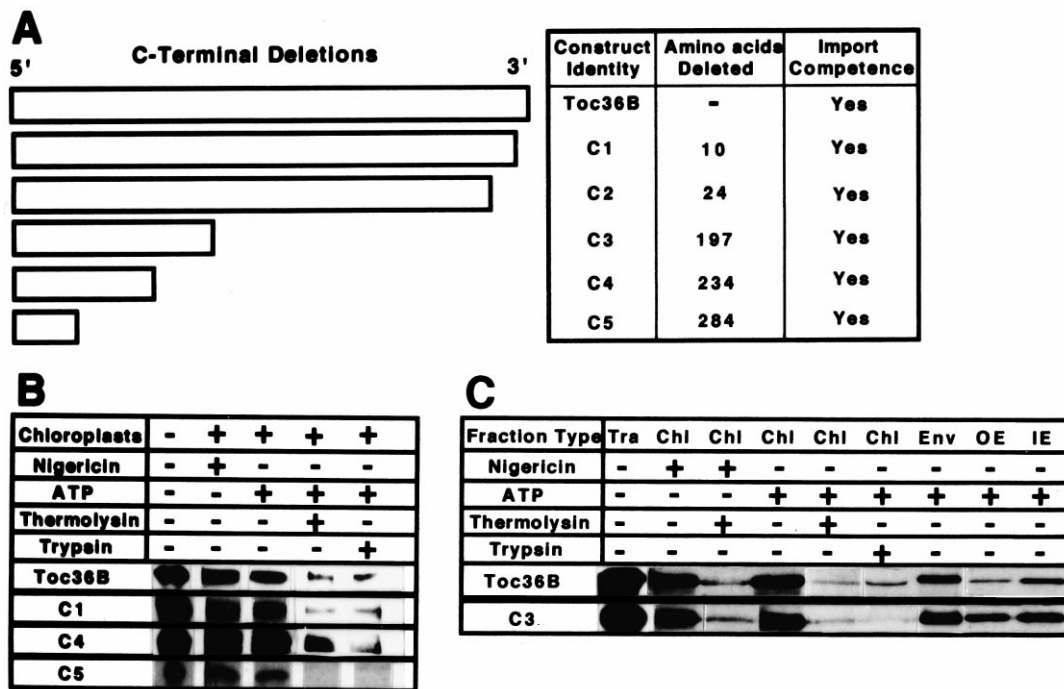 A
C-Terminal Deletions
5' 3'
Construct Identity Amino acids Deleted Import Competence
Toc36B - Yes
C1 10 Yes
C2 24 Yes
C3 197 Yes
C4 234 Yes
C5 284 Yes
B
Chloroplasts - + + + +
Nigericin - + - - -
ATP - - + + +
Thermolysin - - - + -
Trypsin - - - - +
Toc36B
C1
C4
C5
C
Fraction Type Tra Chl Chl Chl Chl Chl Env OE IE
Nigericin - + + - - - - - -
ATP - - - + + + + + +
Thermolysin - - + - + - - - -
Trypsin - - - - - + - - -
Toc36B
C3